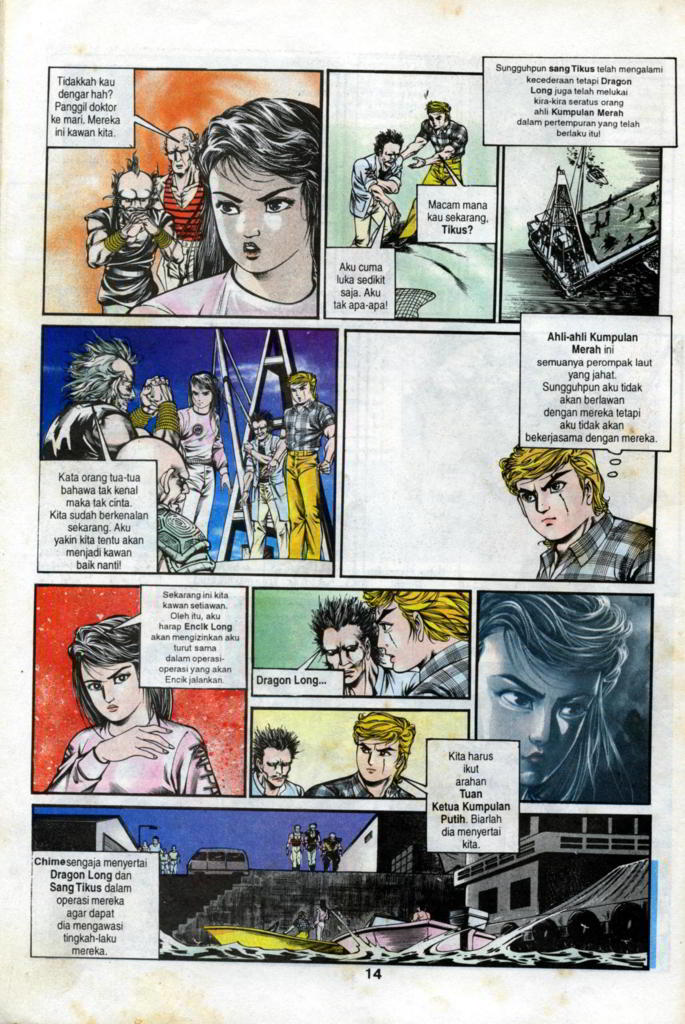 Tidakkah kau
dengar hah?
Panggil doktor
ke mari. Mereka
ini kawan kita.
Macam mana
kau sekarang,
Tikus?
Aku cuma
luka sedikit
saja. Aku
tak apa-apa!
Sungguhpun sang Tikus telah mengalami
kecederaan tetapi Dragon
Long juga telah melukai
kira-kira seratus orang
ahli Kumpulan Merah
dalam pertempuran yang telah
berlaku itu!
Kata orang tua-tua
bahawa tak kenal
maka tak cinta.
Kita sudah berkenalan
sekarang. Aku
yakin kita tentu akan
menjadi kawan
baik nanti!
Ahli-ahli Kumpulan
Merah ini
semuanya perompak laut
yang jahat.
Sungguhpun aku tidak
akan berlawan
dengan mereka tetapi
aku tidak akan
bekerjasama dengan mereka.
Sekarang ini kita
kawan setiawan.
Oleh itu, aku
harap Encik Long
akan mengizinkan aku
turut sama
dalam operasi-
operasi yang akan
Encik jalankan.
Dragon Long...
Kita harus
ikut
arahan
Tuan
Ketua Kumpulan
Putih. Biarlah
dia menyertai
kita.
Chime sengaja menyertai
Dragon Long dan
Sang Tikus dalam
operasi mereka
agar dapat
dia mengawasi
tingkah-laku
mereka.
14